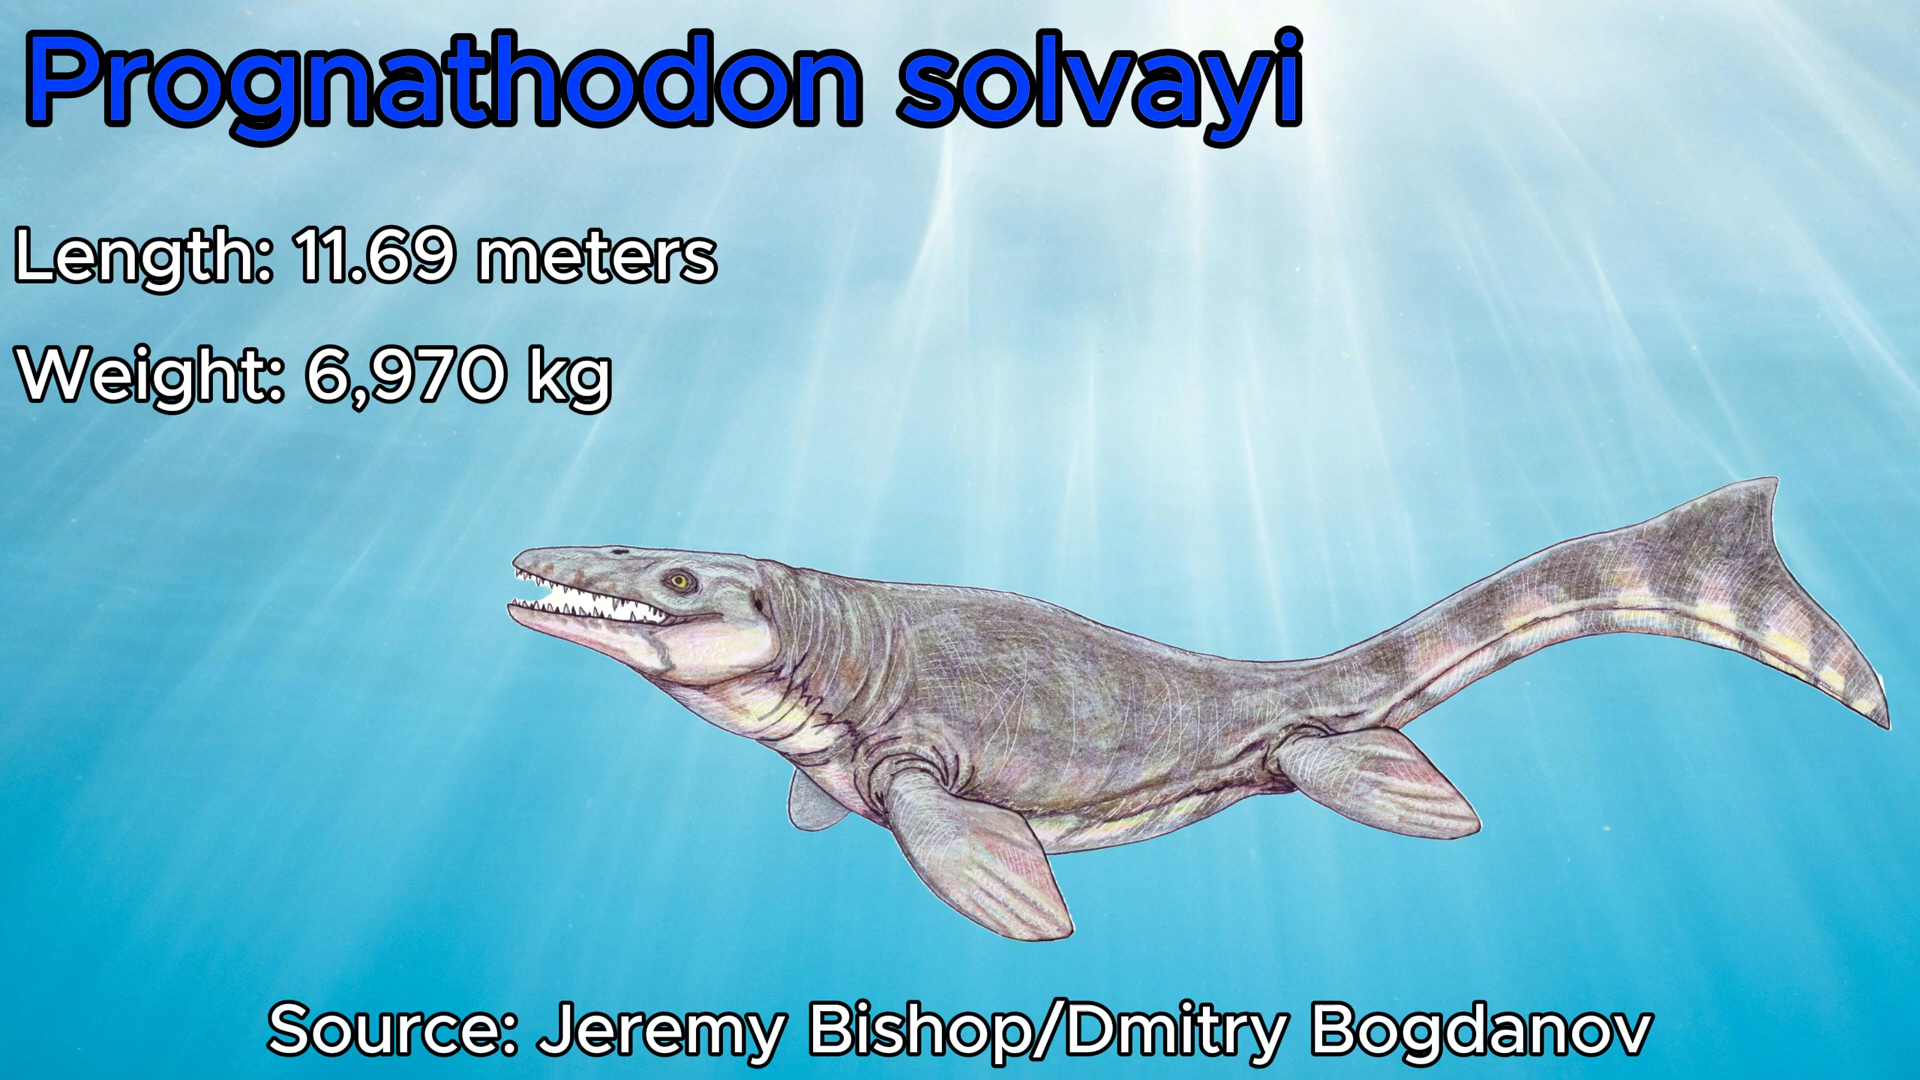 Prognathodon solvayi
Length: 11.69 meters
Weight: 6,970 kg
Source: Jeremy Bishop/Dmitry Bogdanov